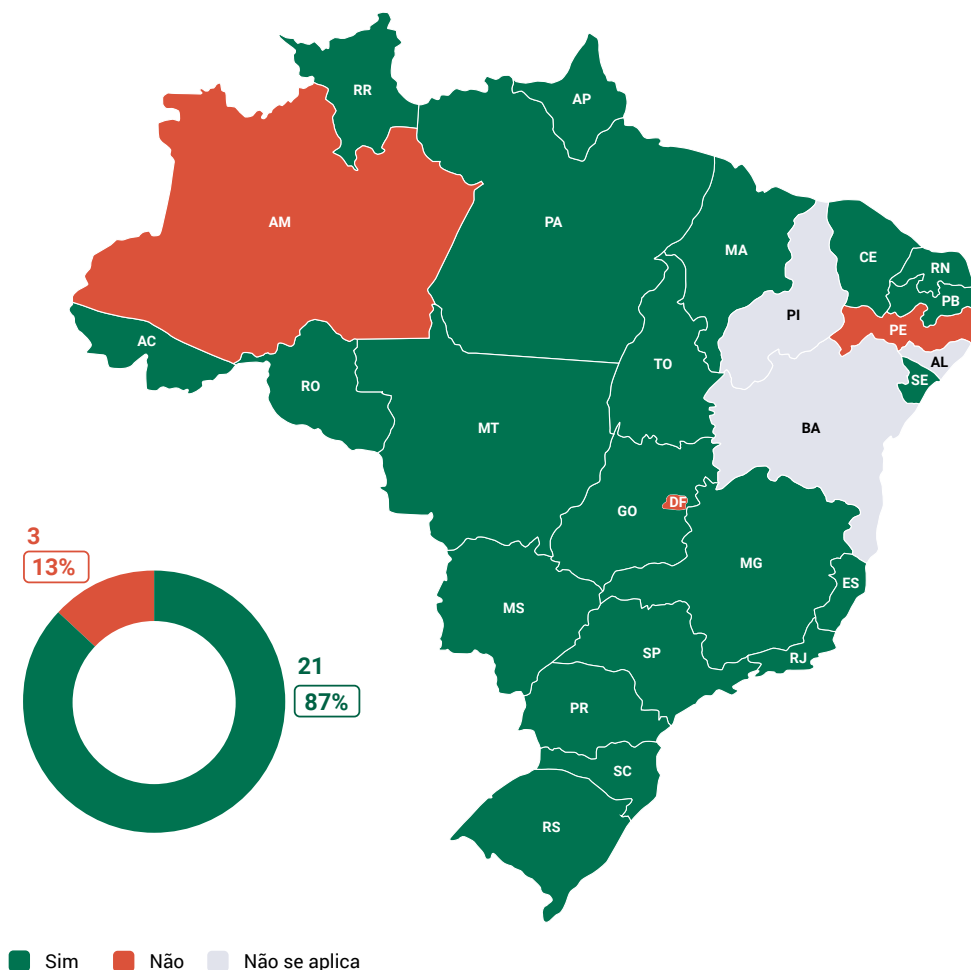 RR
AP
AM
PA
MA
CE
RN
PB
PI
PE
AL
SE
AC
TO
RO
BA
MT
DF
GO
MG
ES
MS
SP
RJ
PR
SC
RS
3
13%
21
87%
Sim
Não
Não se aplica